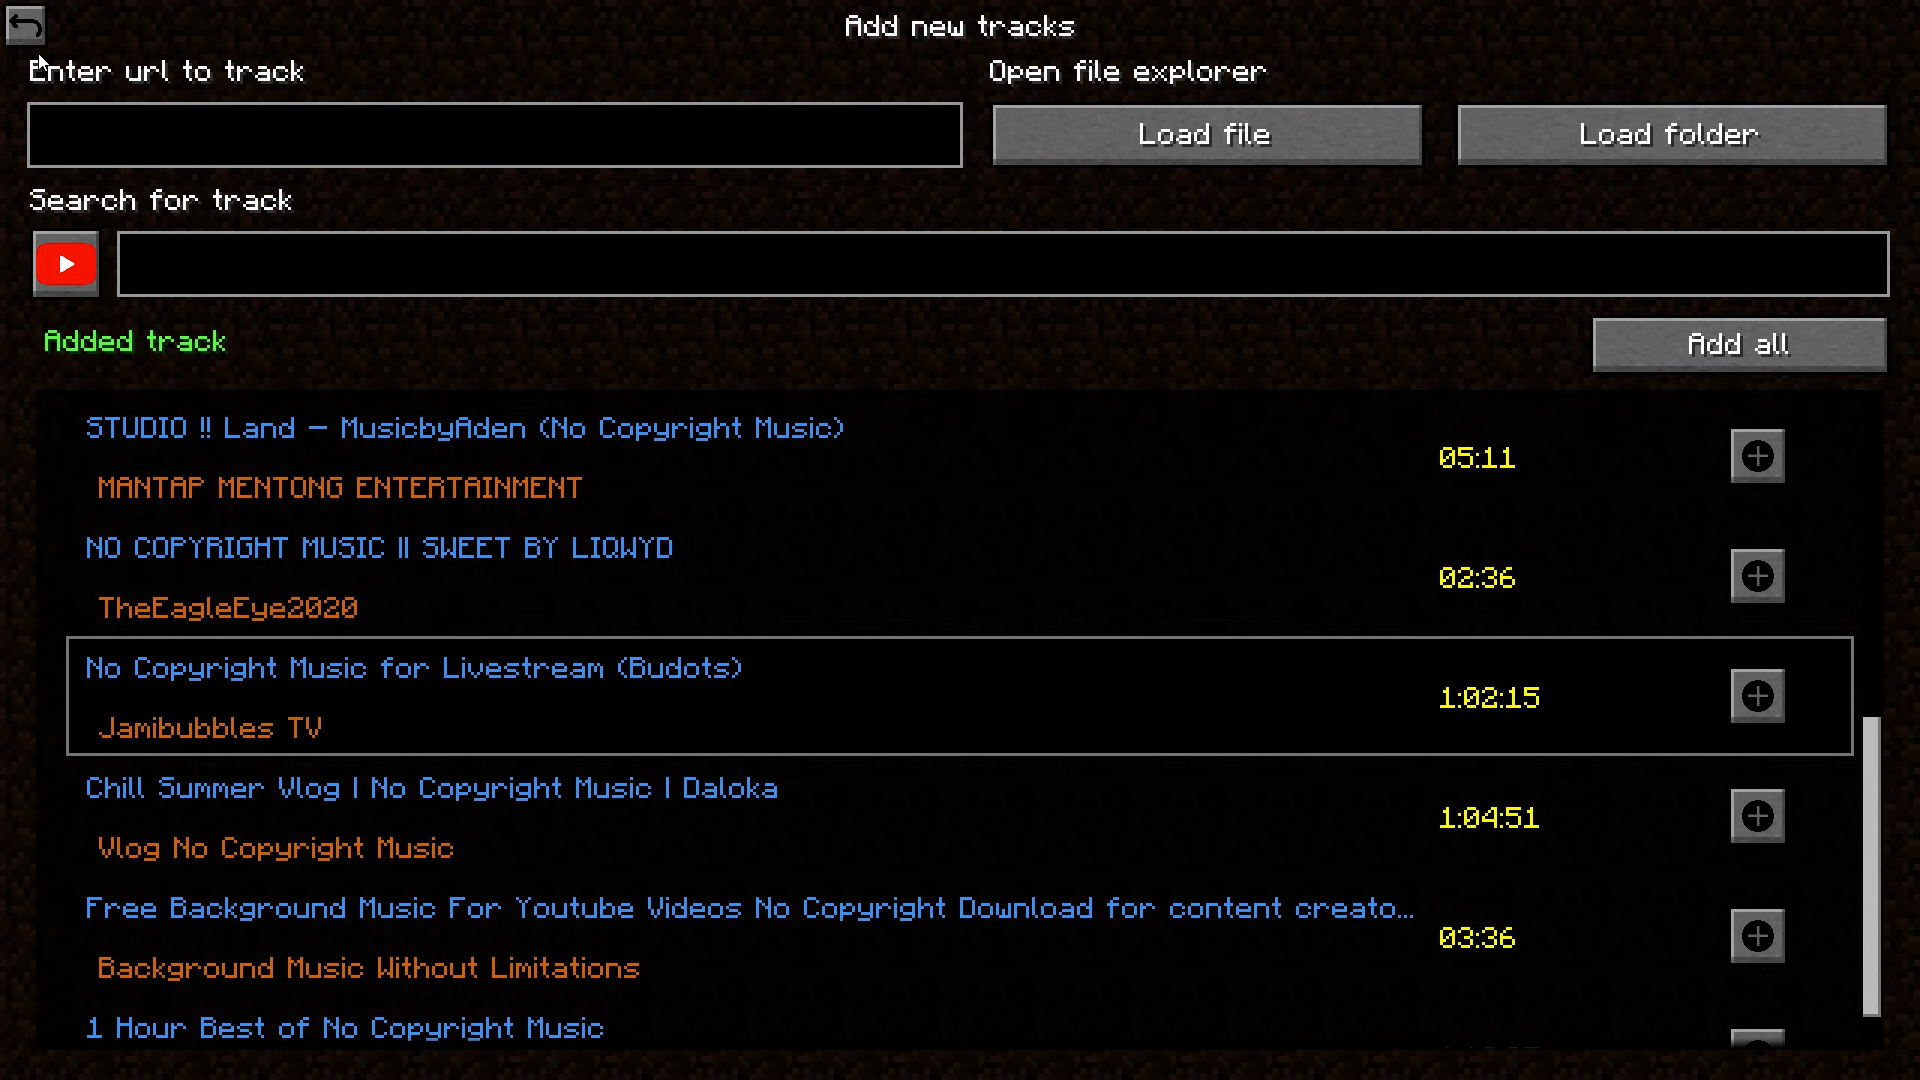 Add new tracks
Enter url to track
Open file explorer
Load file
Load folder
Search for track
Added track
Add all
STUDIO !! Land - MusicbyAden (No Copyright Music)
05:11
MANTAP MENTONG ENTERTAINMENT
NO COPYRIGHT MUSIC || SWEET BY LIQWYD
02:36
TheEagleEye2020
No Copyright Music for Livestream (Budots)
1:02:15
Jamibubbles TV
Chill Summer Vlog | No Copyright Music | Daloka
1:04:51
Vlog No Copyright Music
Free Background Music For Youtube Videos No Copyright Download for content creato...
03:36
Background Music Without Limitations
1 Hour Best of No Copyright Music